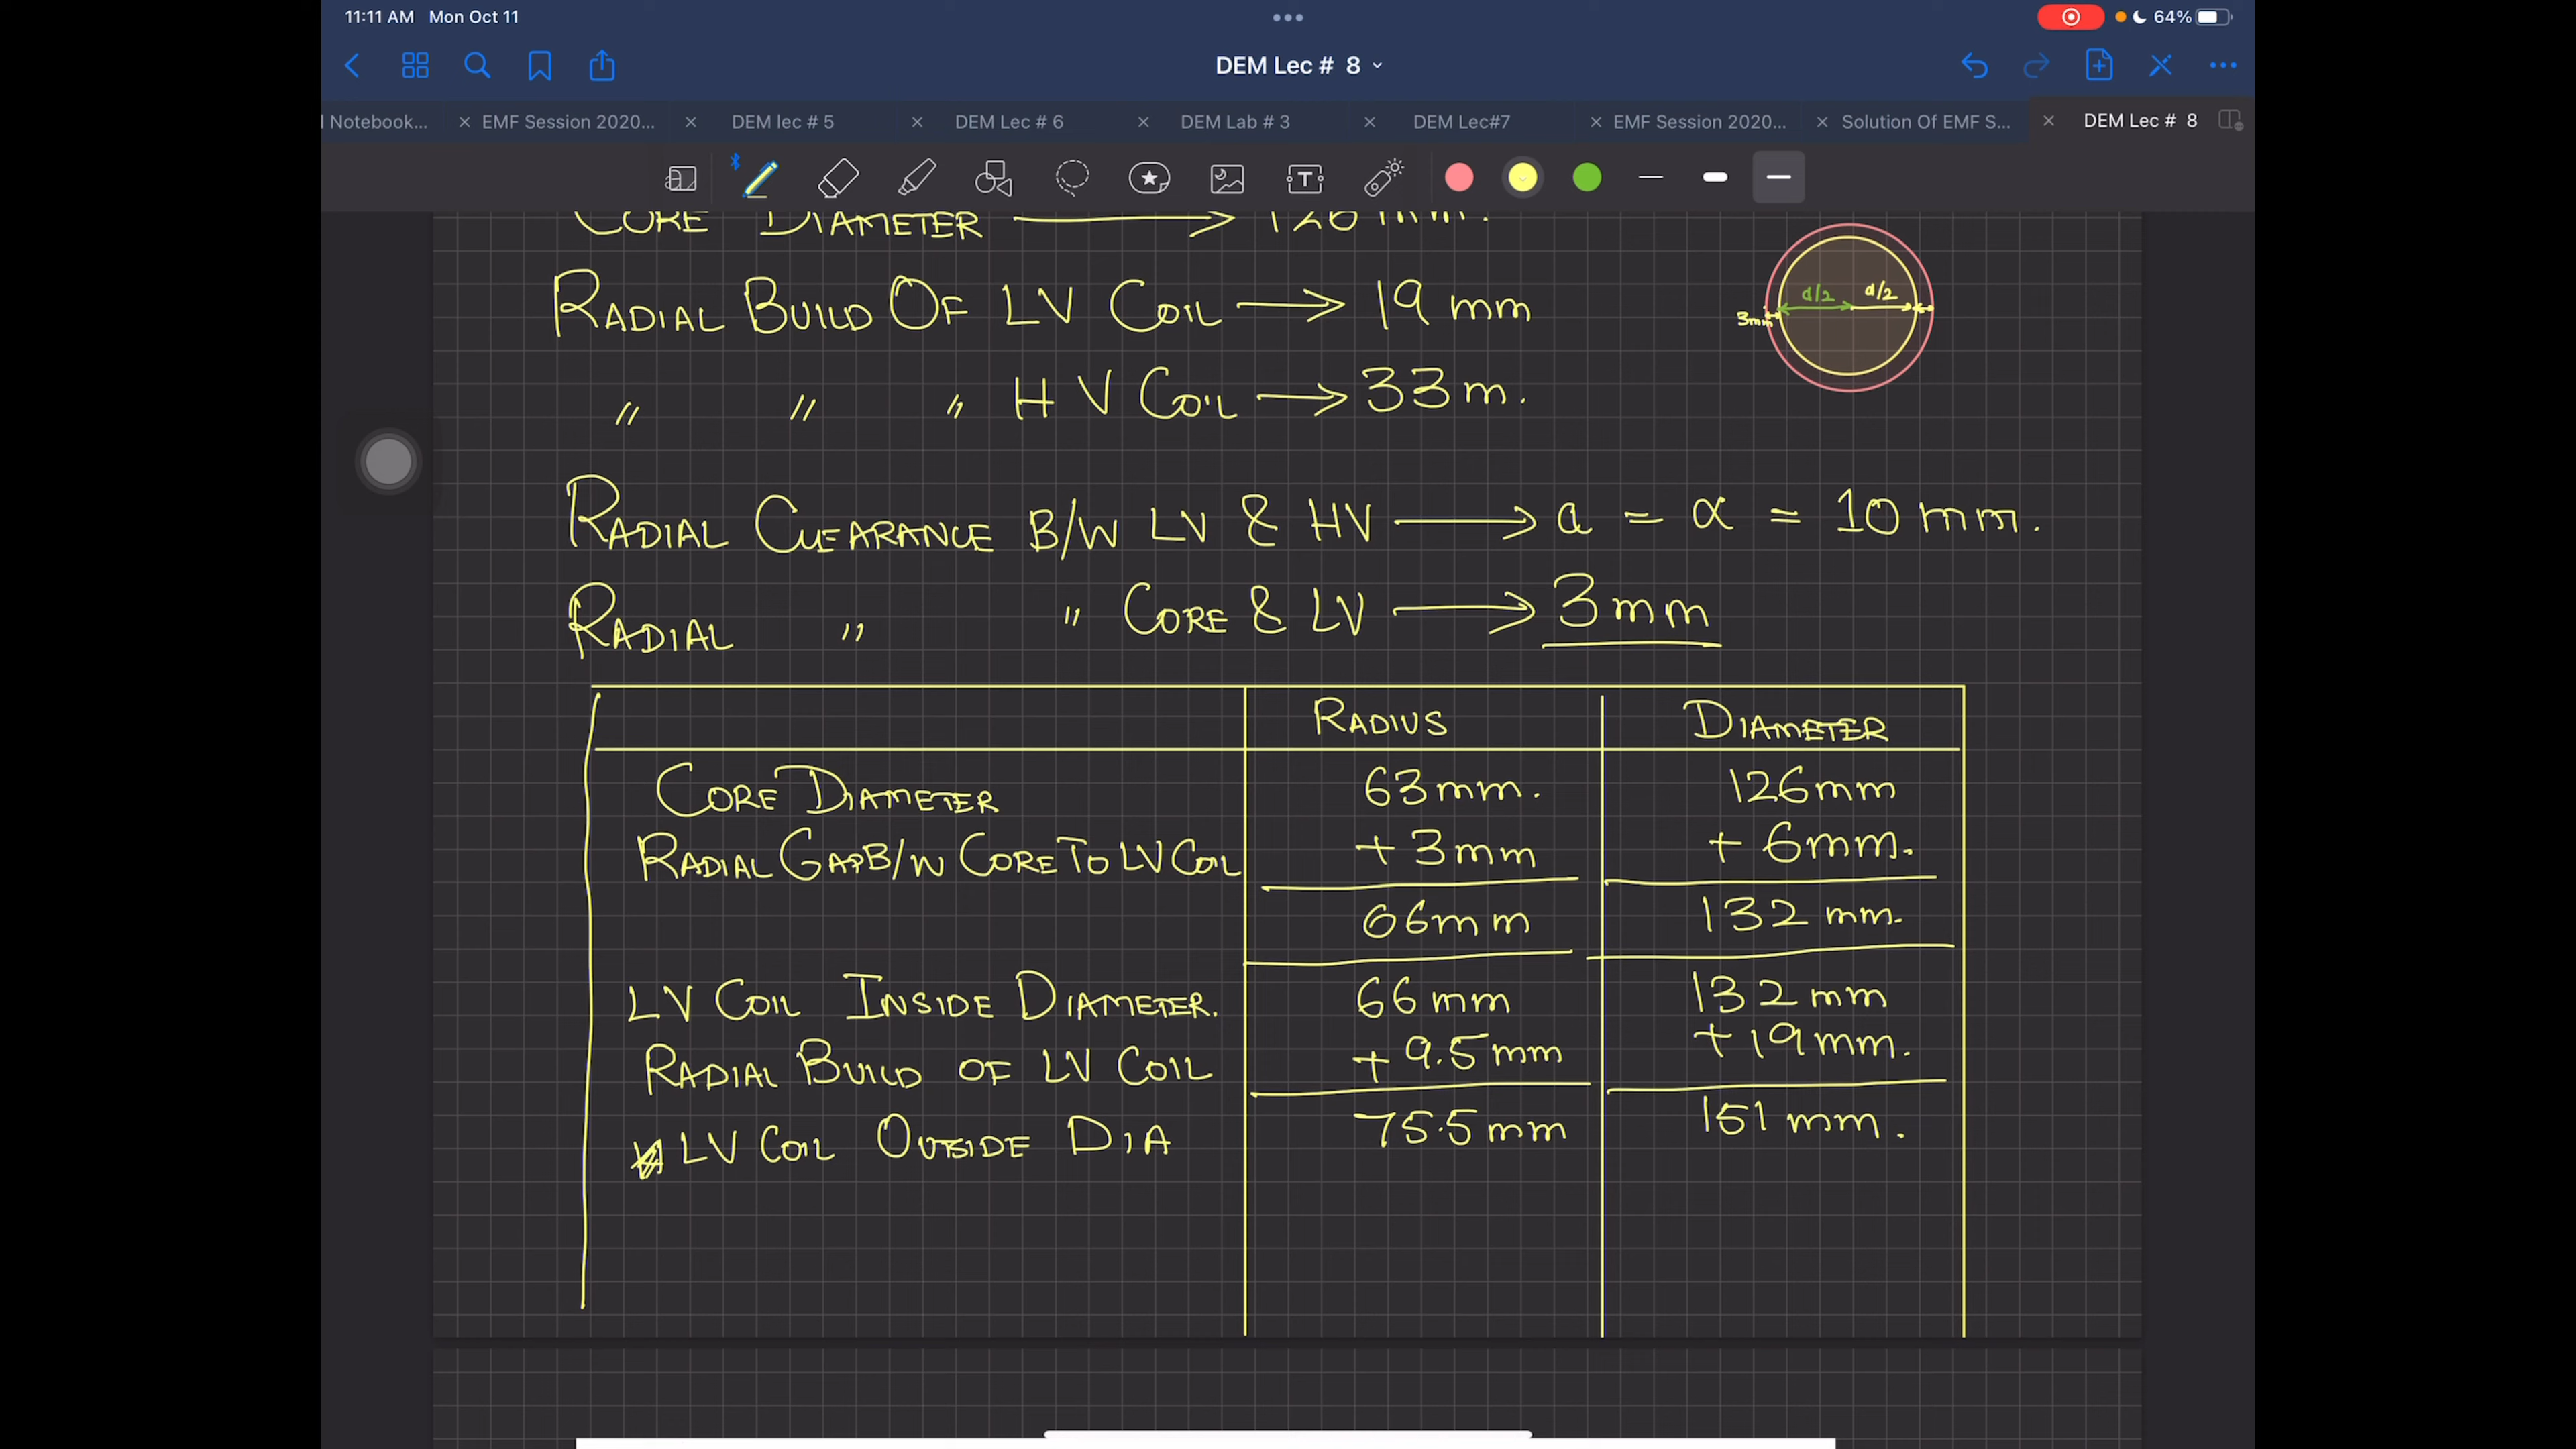 11:11 AM Mon Oct 11
64%
DEM Lec # 8
l Notebook... EMF Session 2020... DEM lec # 5 DEM Lec # 6 DEM Lab # 3 DEM Lec#7 EMF Session 2020... Solution Of EMF S... DEM Lec # 8
CORE DIAMETER → 126 mm.
d/2 d/2
3mm
RADIAL BUILD OF LV COIL → 19 mm
" " " HV COIL → 33 m.
RADIAL CLEARANCE B/W LV & HV → a = α = 10 mm.
RADIAL " " CORE & LV → 3 mm
RADIUS DIAMETER
CORE DIAMETER 63 mm. 126 mm
RADIAL GAP B/W CORE TO LV COIL + 3 mm + 6 mm.
66 mm 132 mm.
LV COIL INSIDE DIAMETER. 66 mm 132 mm
RADIAL BUILD OF LV COIL + 9.5 mm + 19 mm.
LV COIL OUTSIDE DIA 75.5 mm 151 mm.